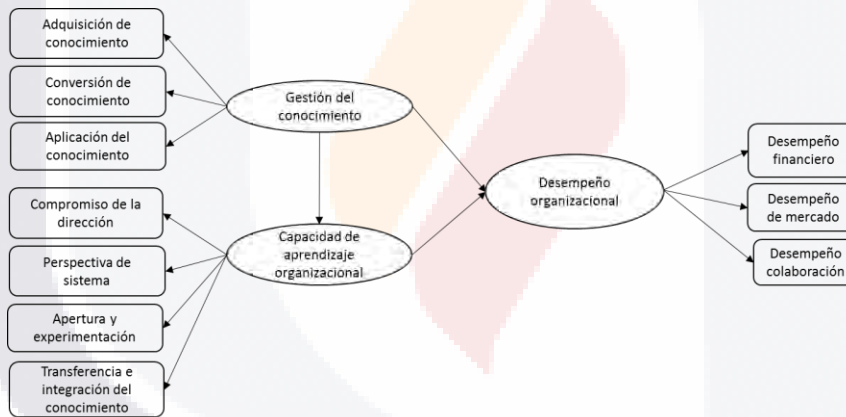 Adquisición de
conocimiento
Conversión de
conocimiento
Aplicación del
conocimiento
Gestión del
conocimiento
Compromiso de la
dirección
Perspectiva de
sistema
Apertura y
experimentación
Transferencia e
integración del
conocimiento
Capacidad de
aprendizaje
organizacional
Desempeño
organizacional
Desempeño
financiero
Desempeño
de mercado
Desempeño
colaboración